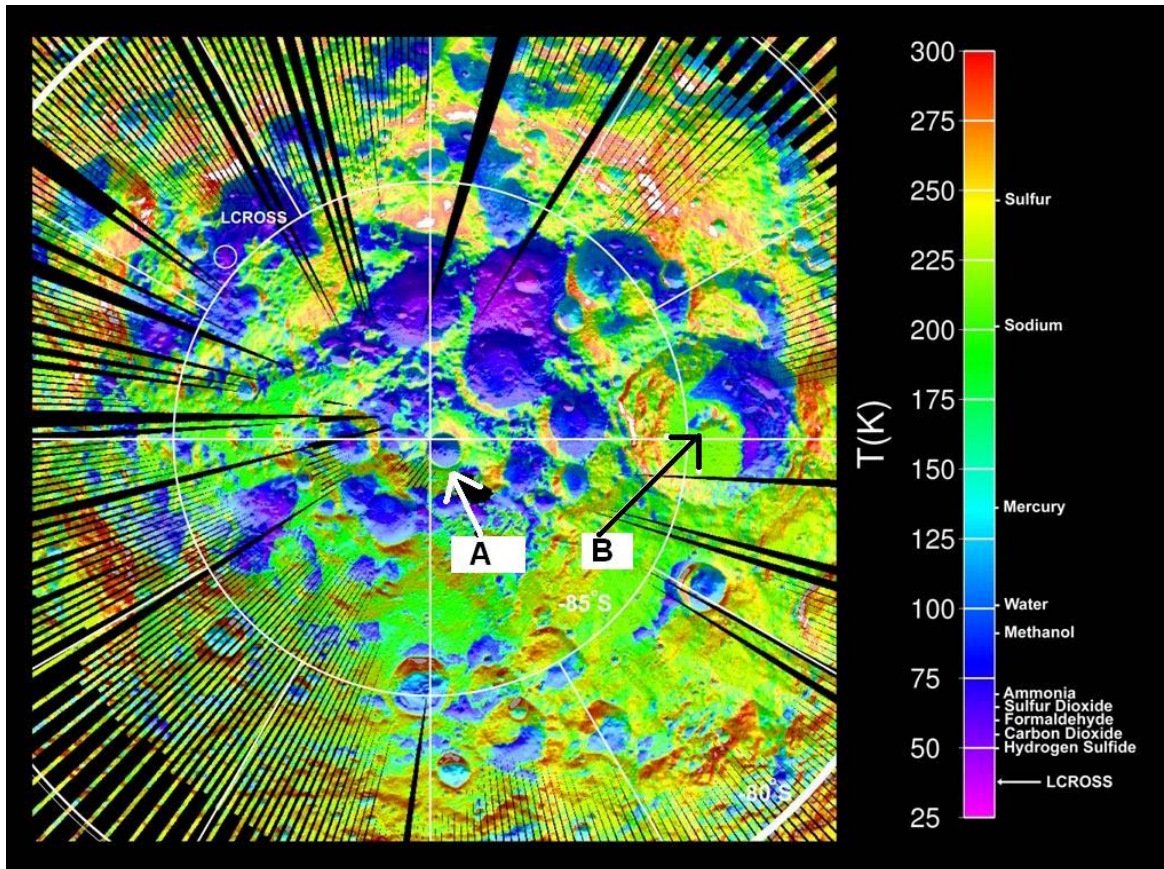 LCROSS
A
B
-85°S
-80°S
T(K)
300
275
250
225
200
175
150
125
100
75
50
25
Sulfur
Sodium
Mercury
Water
Methanol
Ammonia
Sulfur Dioxide
Formaldehyde
Carbon Dioxide
Hydrogen Sulfide
LCROSS